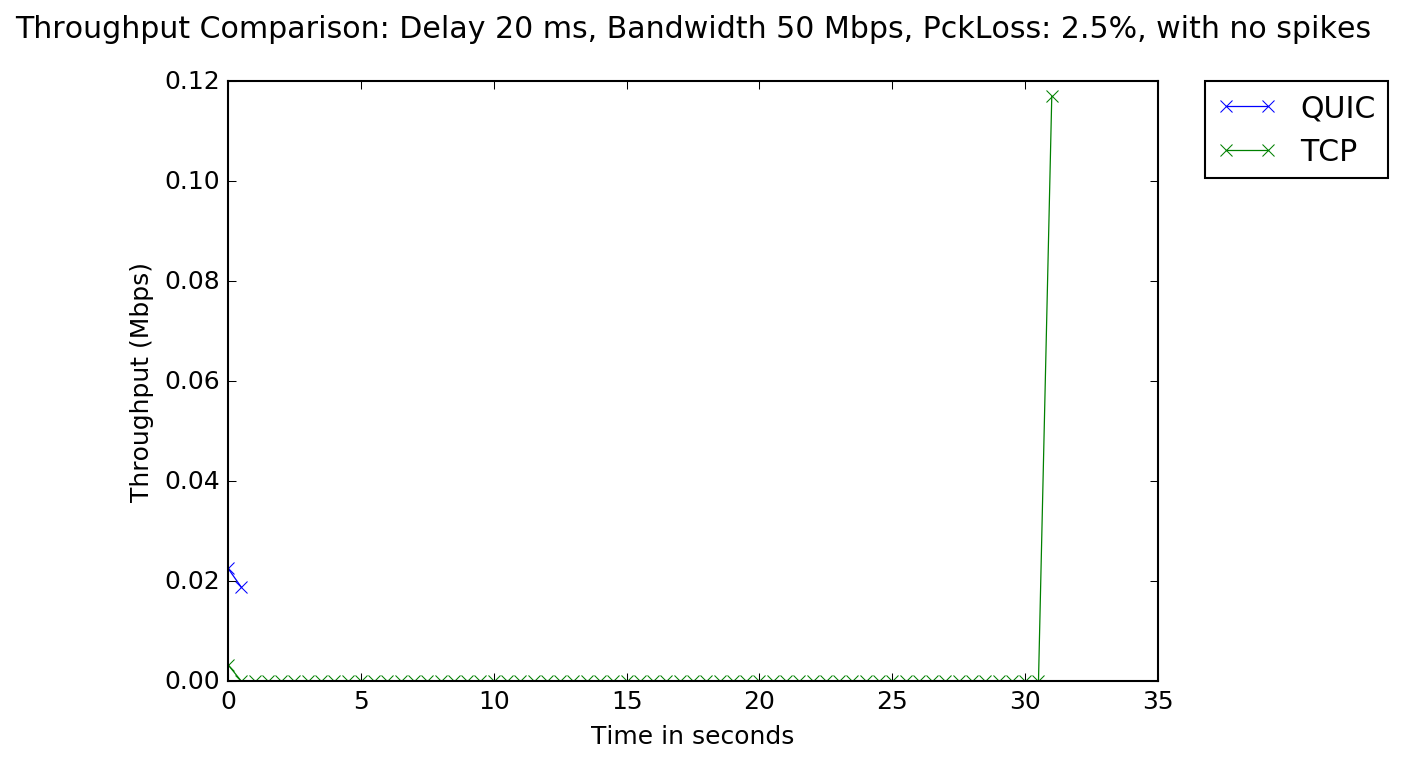 Throughput Comparison: Delay 20 ms, Bandwidth 50 Mbps, PckLoss: 2.5%, with no spikes
QUIC
TCP
Throughput (Mbps)
0.12
0.10
0.08
0.06
0.04
0.02
0.00
0 5 10 15 20 25 30 35
Time in seconds